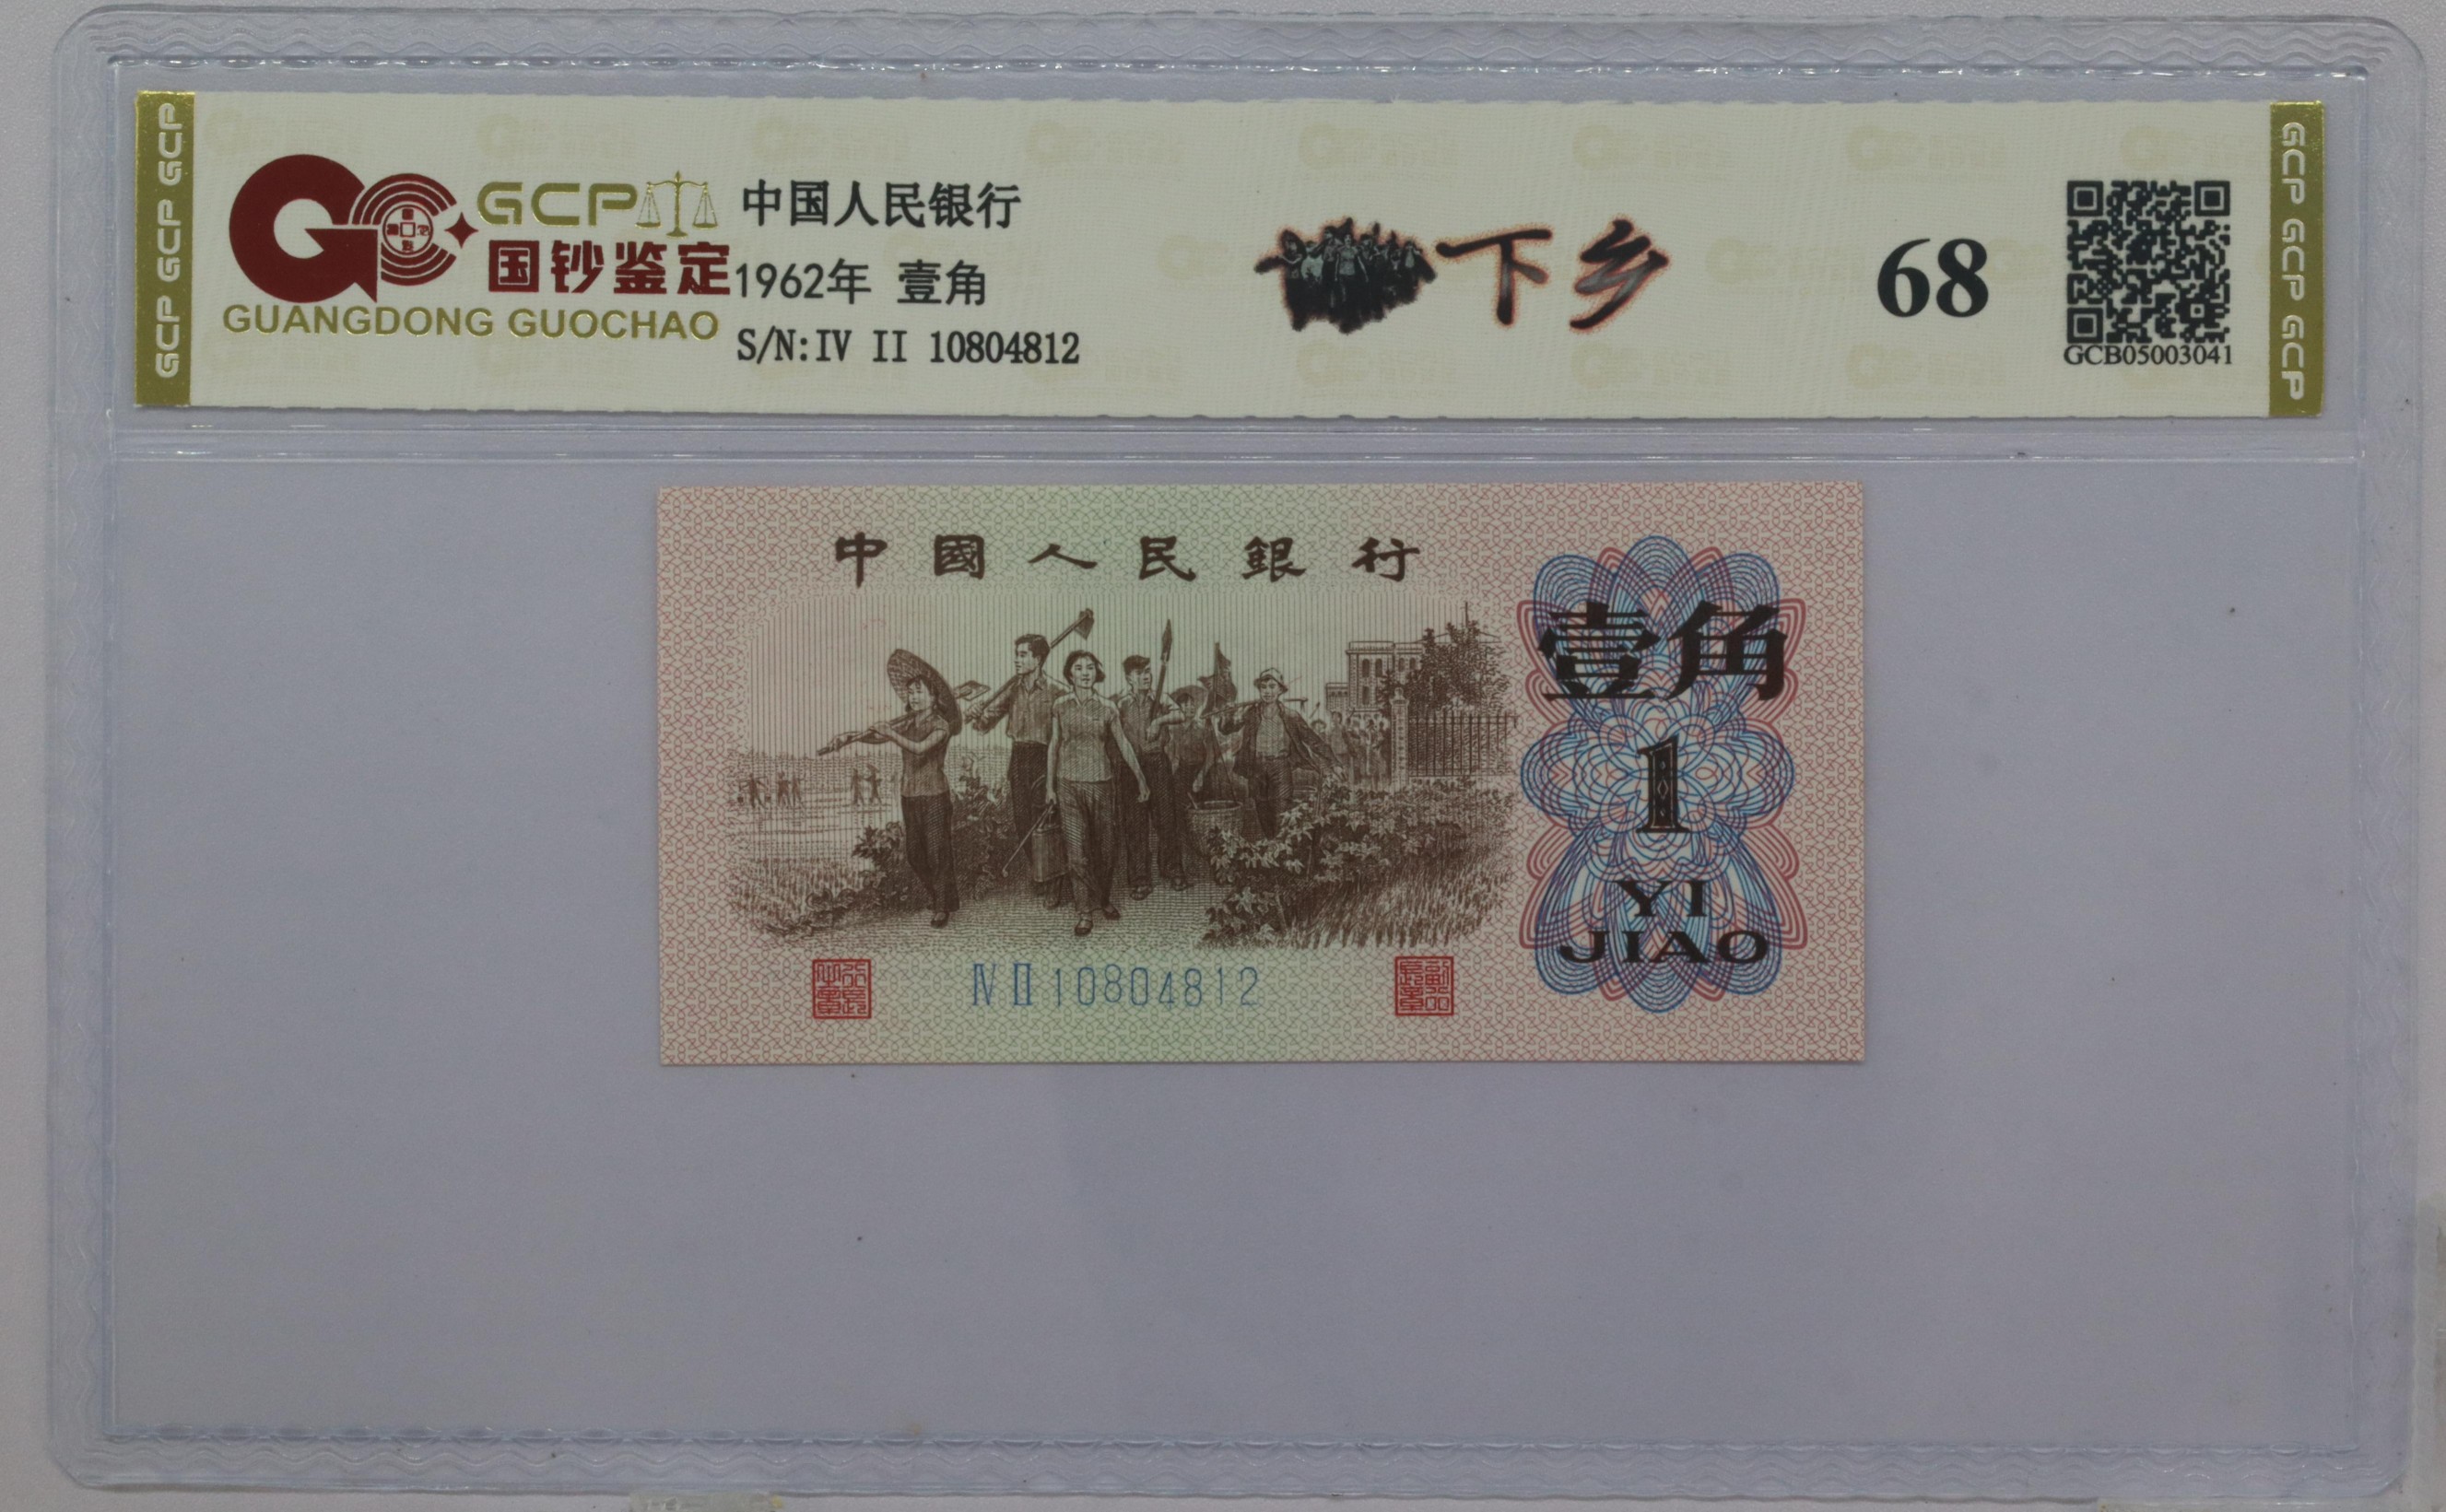 GCP GCP GCP
GCP
国钞鉴定
GUANGDONG GUOCHAO
中国人民银行
1962年 壹角
S/N:IV II 10804812
下乡
68
GCB05003041
GCP GCP GCP GCP
中國人民銀行
壹角
1
YI
JIAO
IV II 10804812